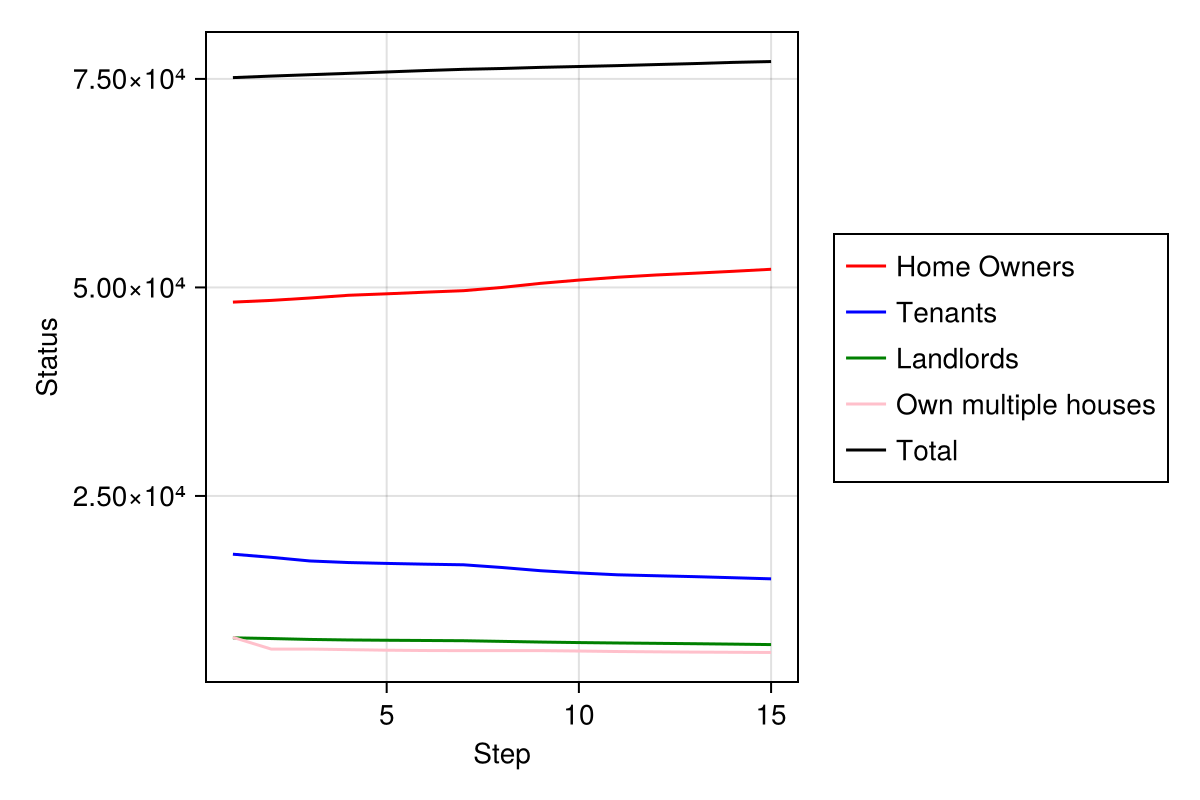 7.50×10⁴
5.00×10⁴
2.50×10⁴
Status
5 10 15
Step
Home Owners
Tenants
Landlords
Own multiple houses
Total